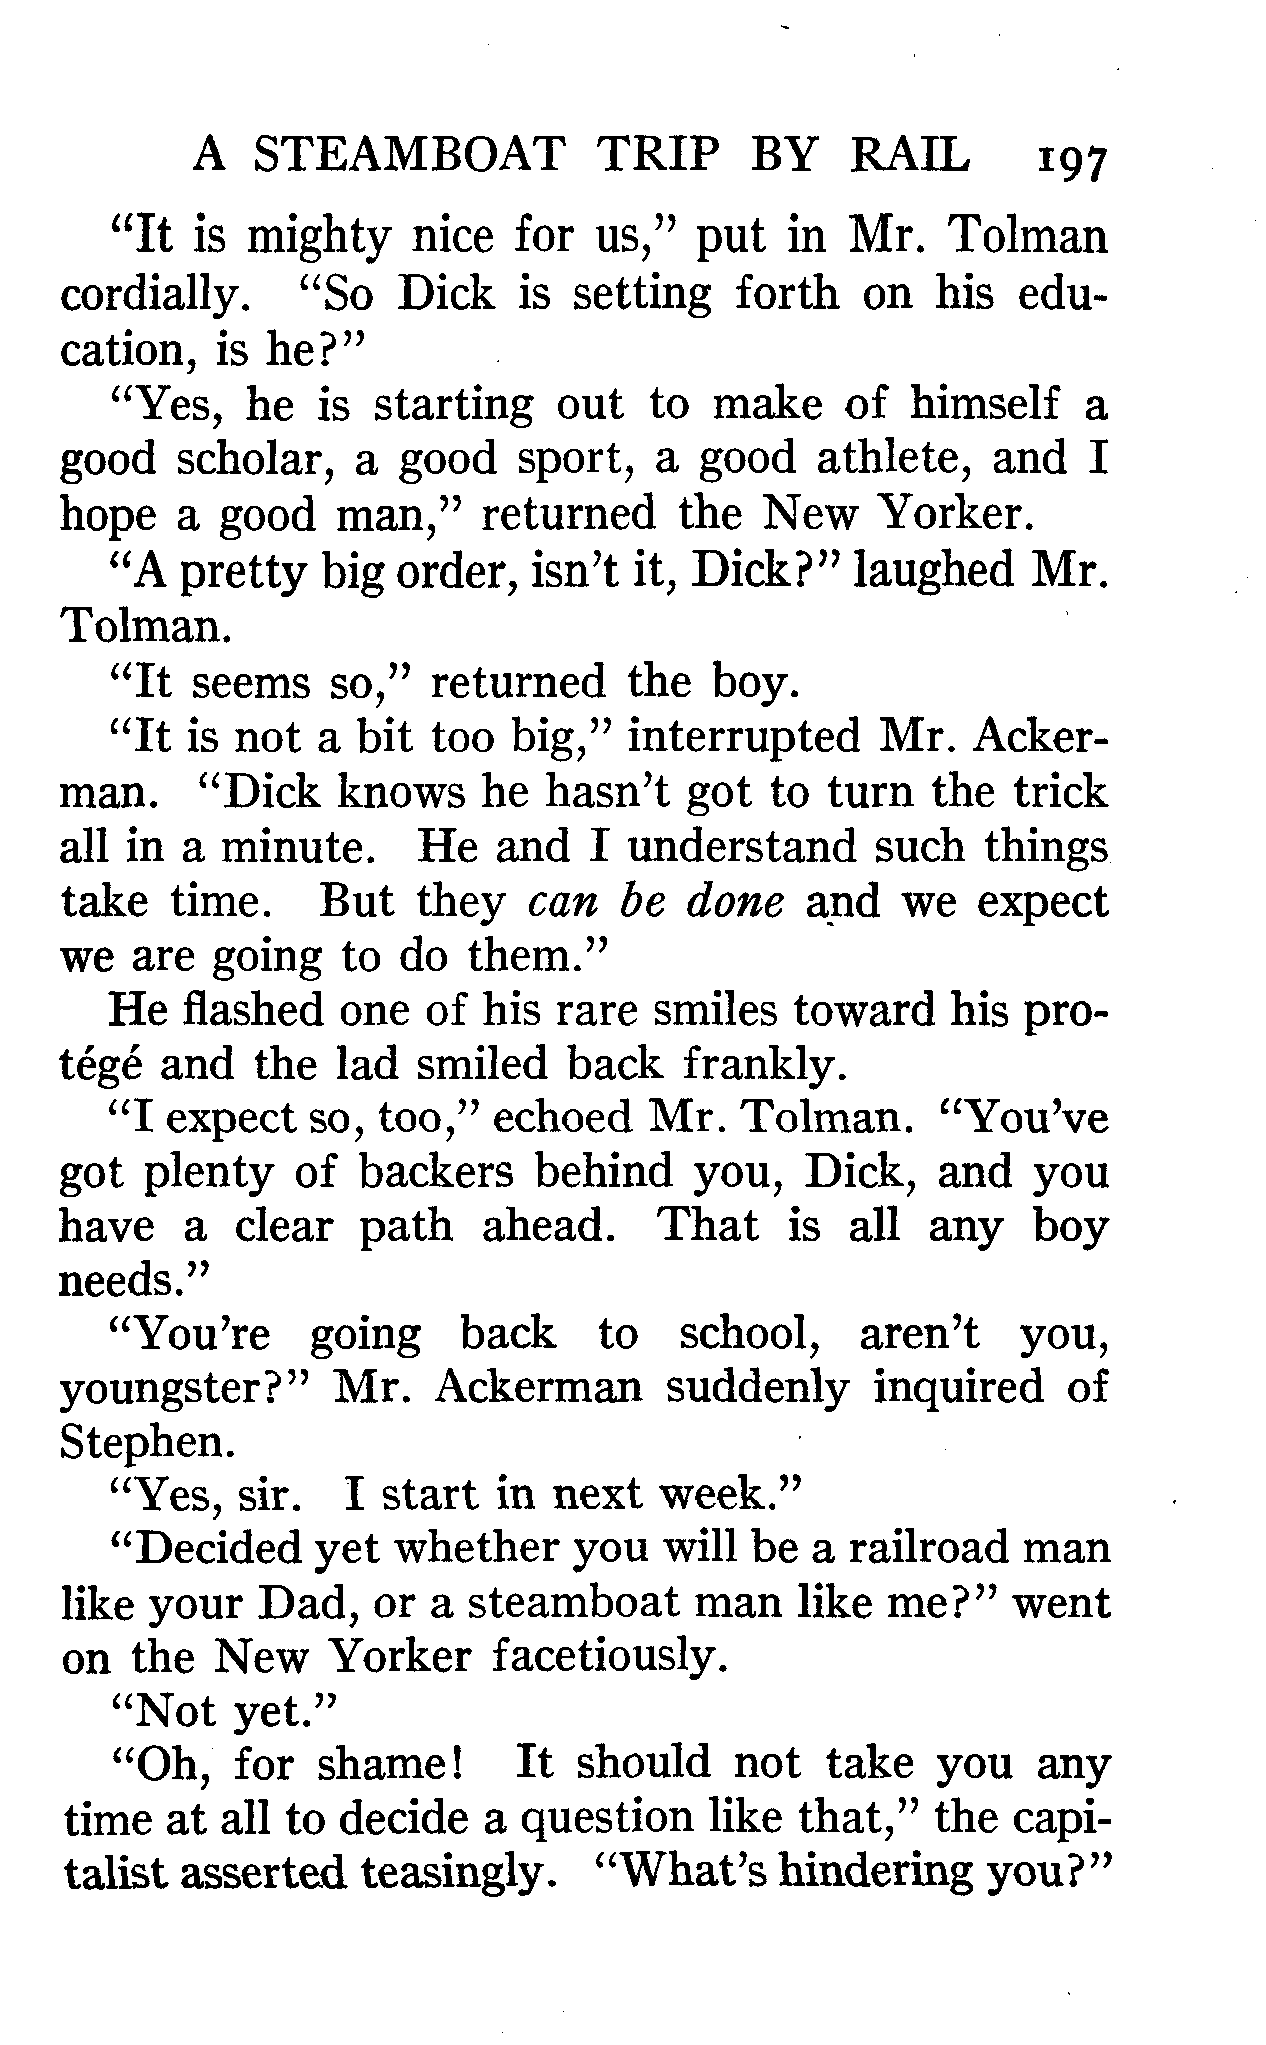 A STEAMBOAT TRIP BY RAIL 197
“It is mighty nice for us,” put in Mr. Tolman
cordially. “So Dick is setting forth on his edu-
cation, is he?”
“Yes, he is starting out to make of himself a
good scholar, a good sport, a good athlete, and I
hope a good man,” returned the New Yorker.
“A pretty big order, isn’t it, Dick?” laughed Mr.
Tolman.
“It seems so,” returned the boy.
“It is not a bit too big,” interrupted Mr. Acker-
man. “Dick knows he hasn’t got to turn the trick
all in a minute. He and I understand such things
take time. But they can be done and we expect
we are going to do them.”
He flashed one of his rare smiles toward his pro-
tégé and the lad smiled back frankly.
“I expect so, too,” echoed Mr. Tolman. “You’ve
got plenty of backers behind you, Dick, and you
have a clear path ahead. That is all any boy
needs.”
“You’re going back to school, aren’t you,
youngster?” Mr. Ackerman suddenly inquired of
Stephen.
“Yes, sir. I start in next week.”
“Decided yet whether you will be a railroad man
like your Dad, or a steamboat man like me?” went
on the New Yorker facetiously.
“Not yet.”
“Oh, for shame! It should not take you any
time at all to decide a question like that,” the capi-
talist asserted teasingly. “What’s hindering you?”